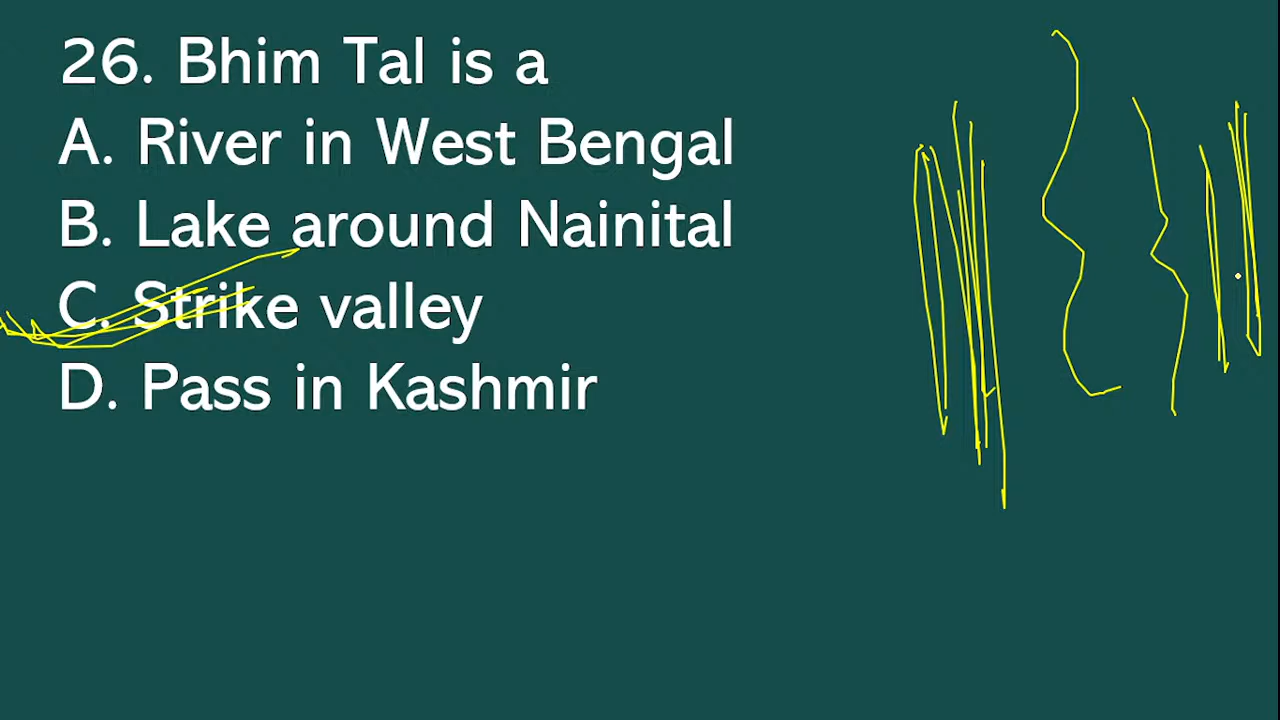 26. Bhim Tal is a
A. River in West Bengal
B. Lake around Nainital
C. Strike valley
D. Pass in Kashmir